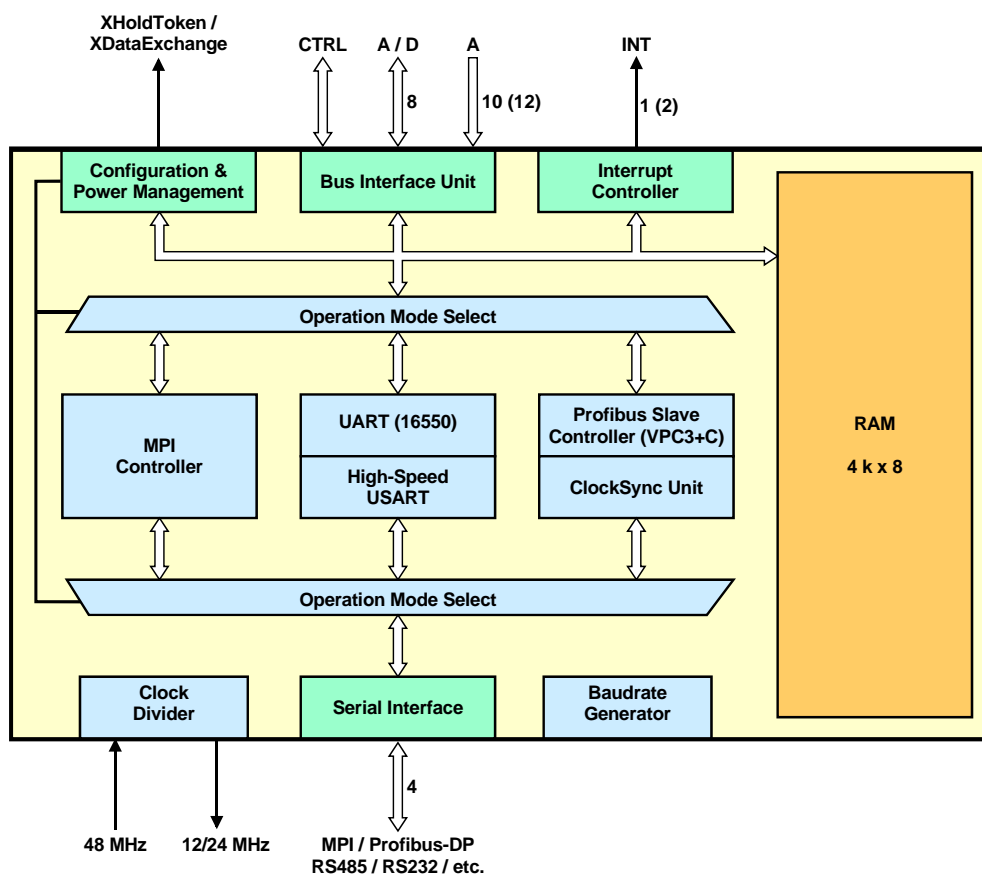 XHoldToken /
XDataExchange
CTRL
A / D
A
INT
8
10 (12)
1 (2)
Configuration &
Power Management
Bus Interface Unit
Interrupt
Controller
Operation Mode Select
MPI
Controller
UART (16550)
High-Speed
USART
Profibus Slave
Controller (VPC3+C)
ClockSync Unit
RAM
4 k x 8
Operation Mode Select
Clock
Divider
Serial Interface
Baudrate
Generator
4
48 MHz
12/24 MHz
MPI / Profibus-DP
RS485 / RS232 / etc.